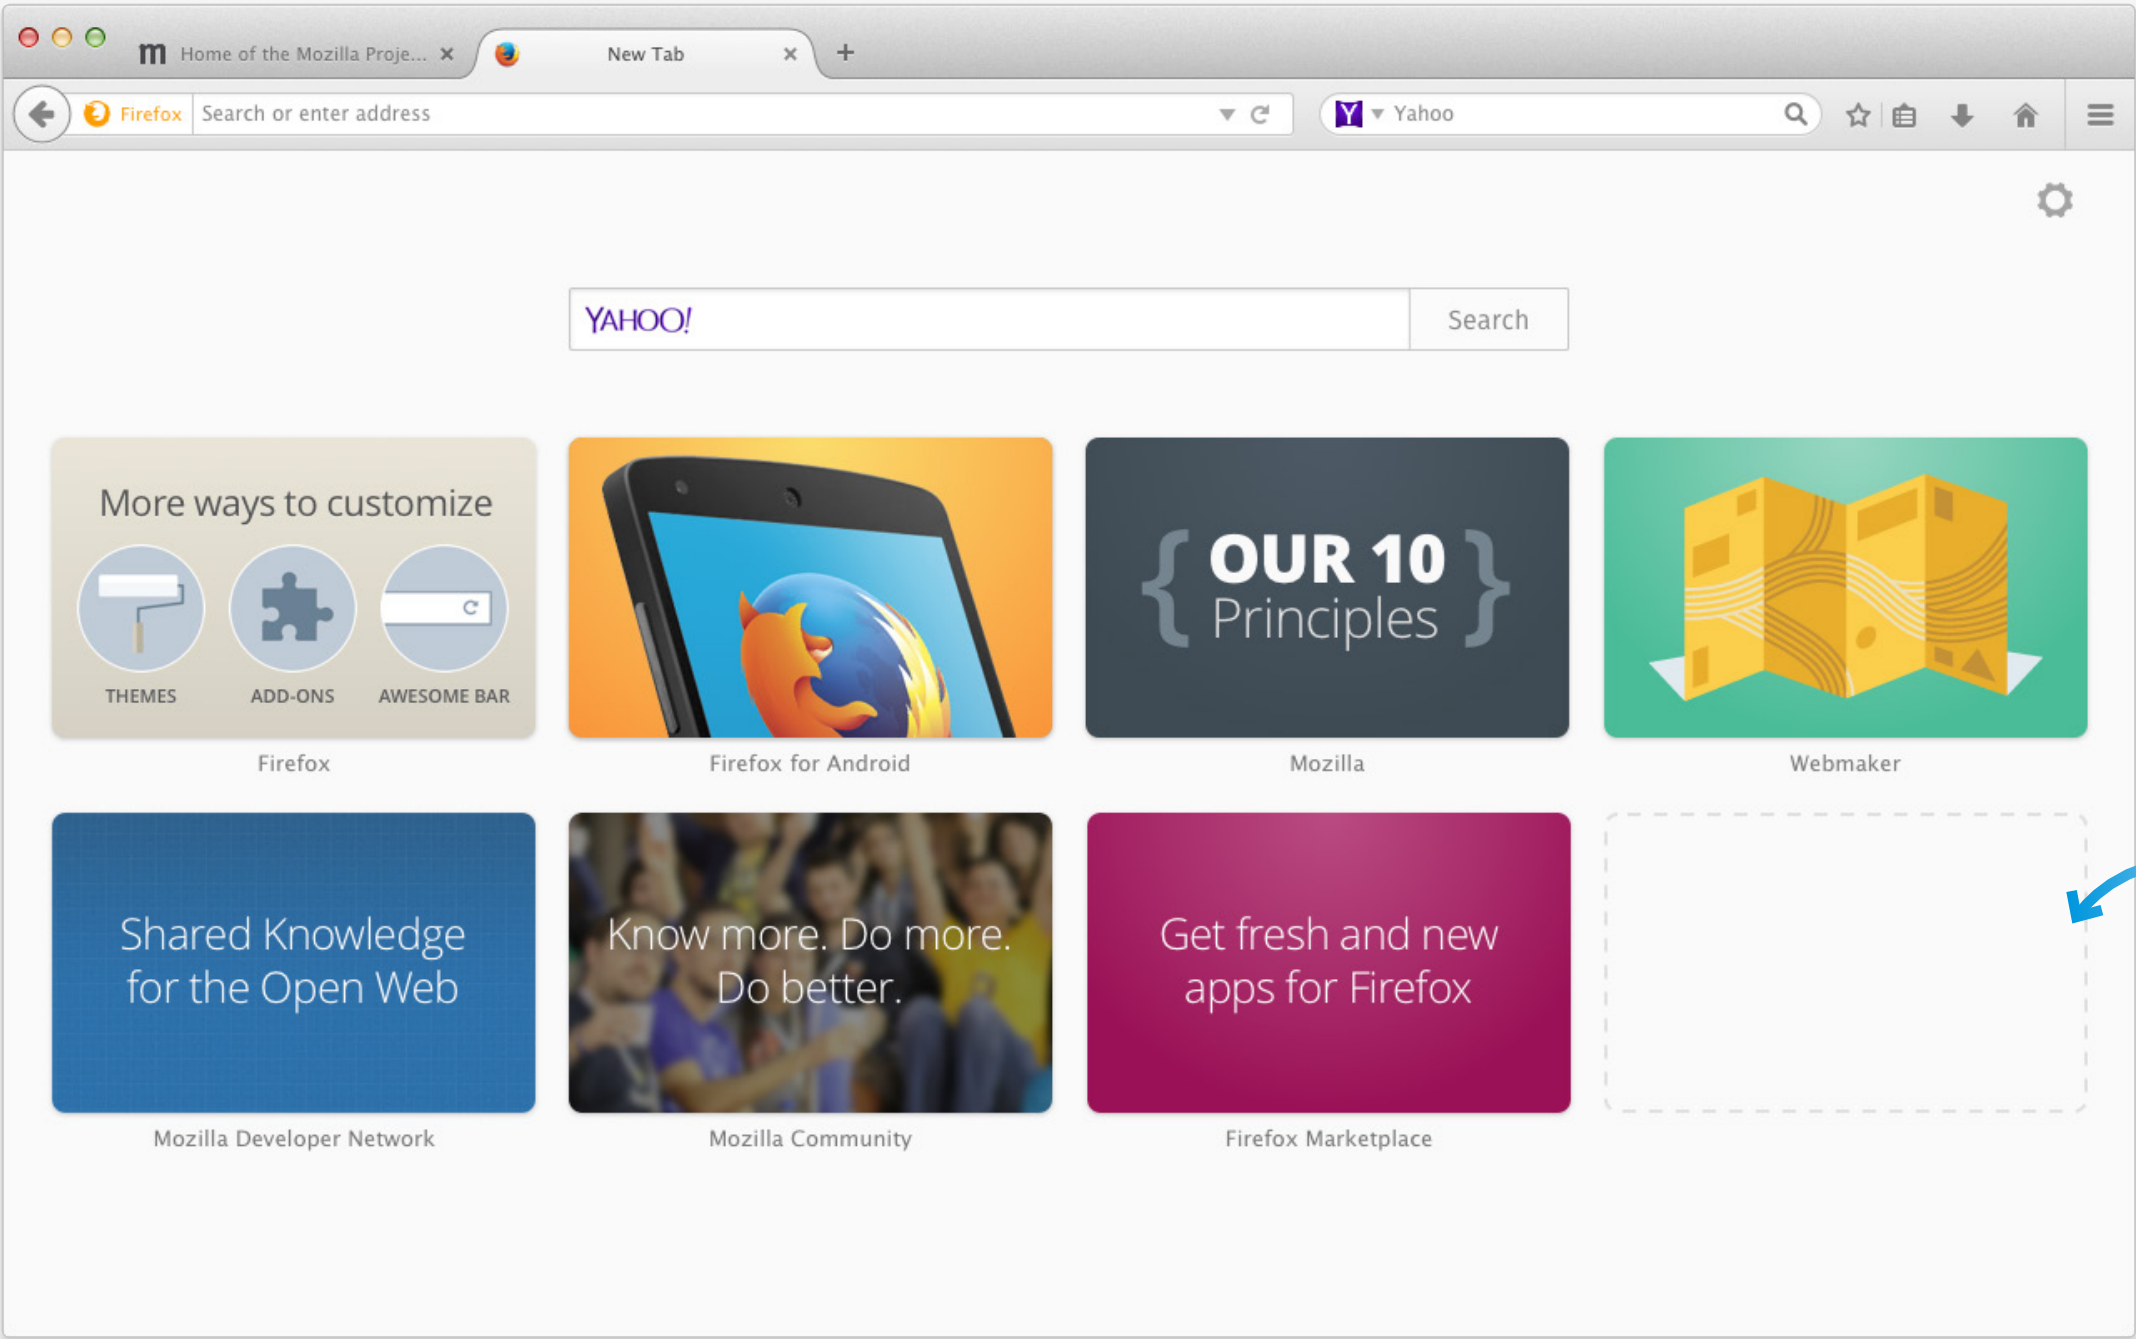 m Home of the Mozilla Proje...
New Tab
Firefox
Search or enter address
Y Yahoo
YAHOO!
Search
More ways to customize
THEMES
ADD-ONS
AWESOME BAR
Firefox
Firefox for Android
{ OUR 10
Principles }
Mozilla
Webmaker
Shared Knowledge
for the Open Web
Mozilla Developer Network
Know more. Do more.
Do better.
Mozilla Community
Get fresh and new
apps for Firefox
Firefox Marketplace